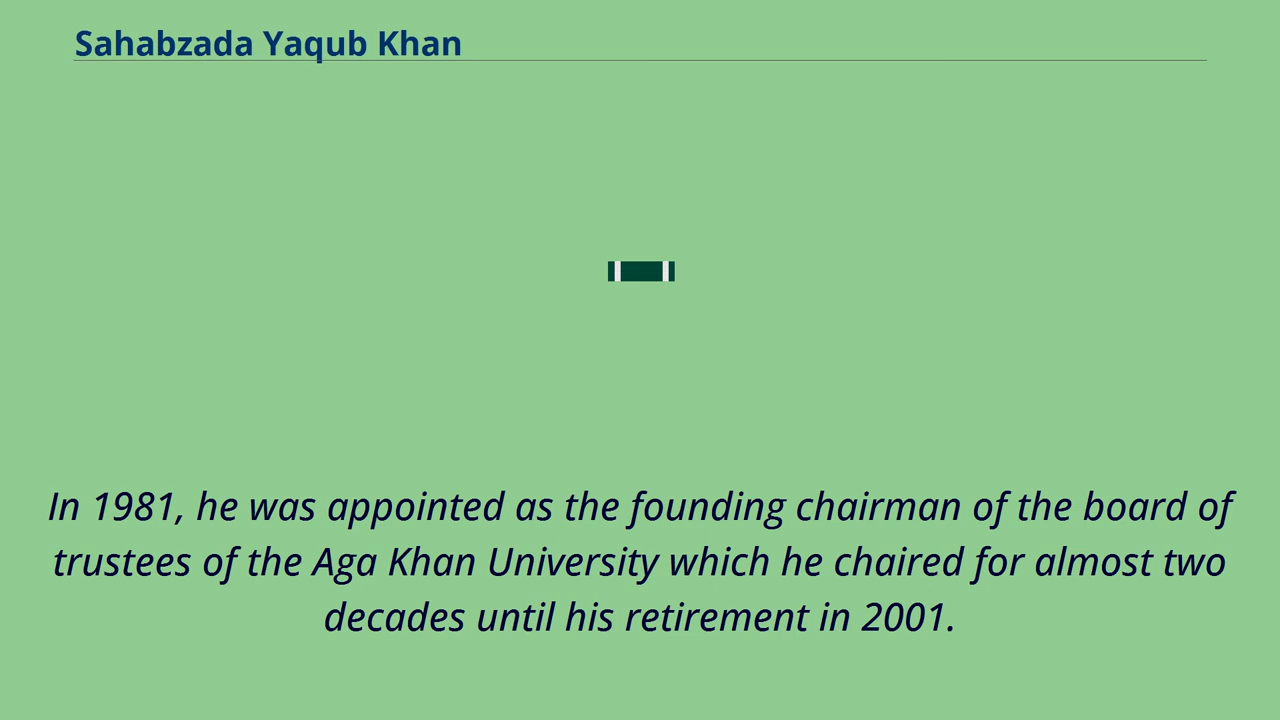 Sahabzada Yaqub Khan
In 1981, he was appointed as the founding chairman of the board of
trustees of the Aga Khan University which he chaired for almost two
decades until his retirement in 2001.